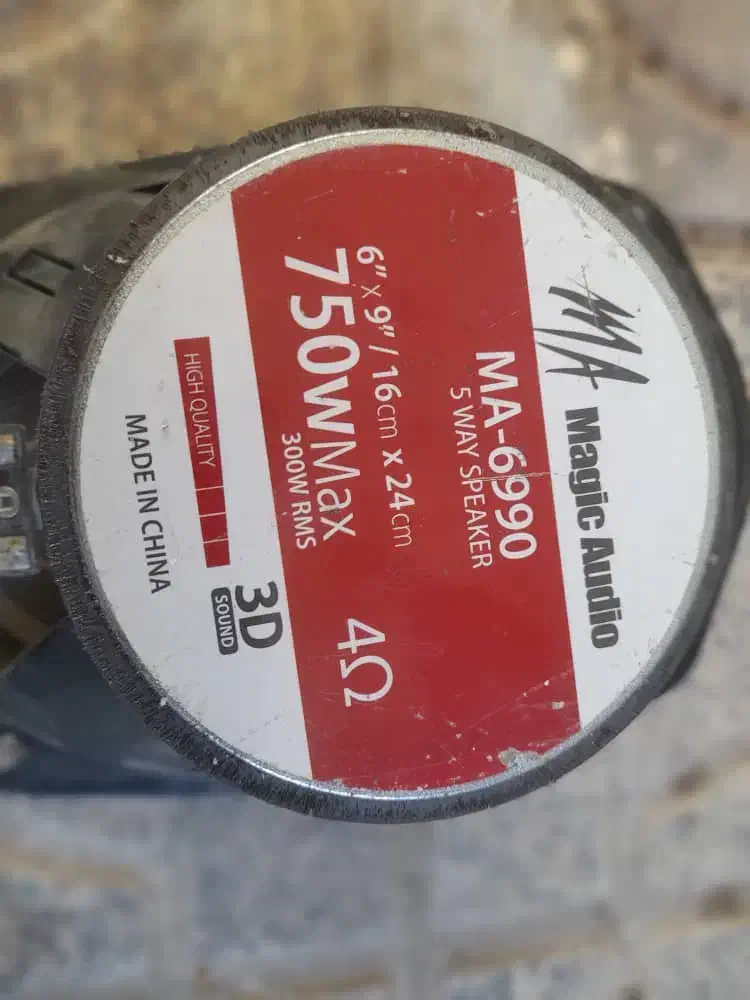 MA Magic Audio
MA-6990
5 WAY SPEAKER
6" x 9" / 16cm x 24cm
750WMax 4Ω
300W RMS
HIGH QUALITY
3D
SOUND
MADE IN CHINA